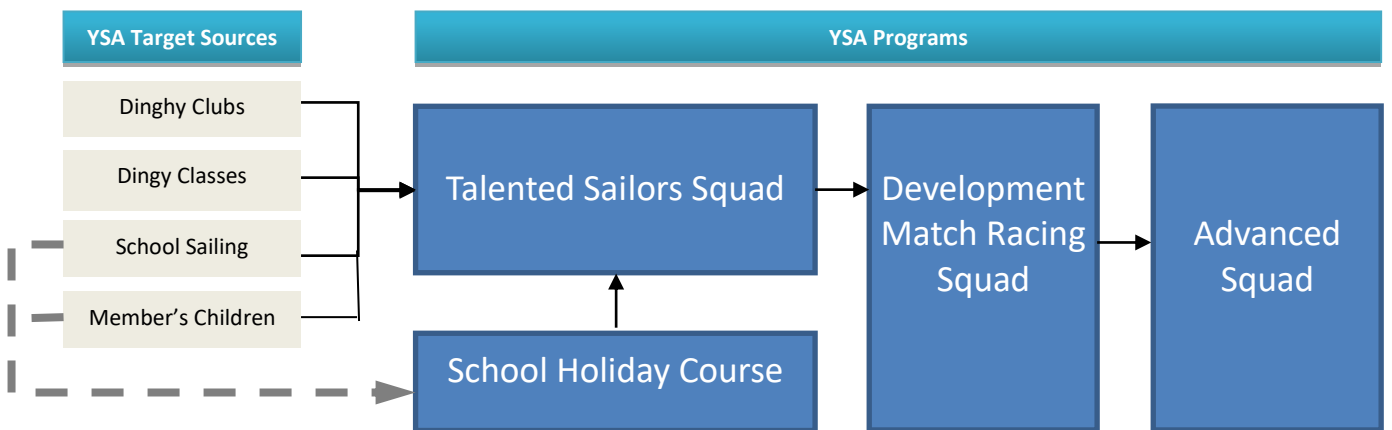 YSA Target Sources
YSA Programs
Dinghy Clubs
Dingy Classes
School Sailing
Member’s Children
Talented Sailors Squad
School Holiday Course
Development
Match Racing
Squad
Advanced
Squad